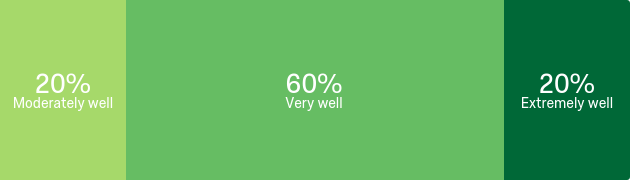 20%
Moderately well
60%
Very well
20%
Extremely well